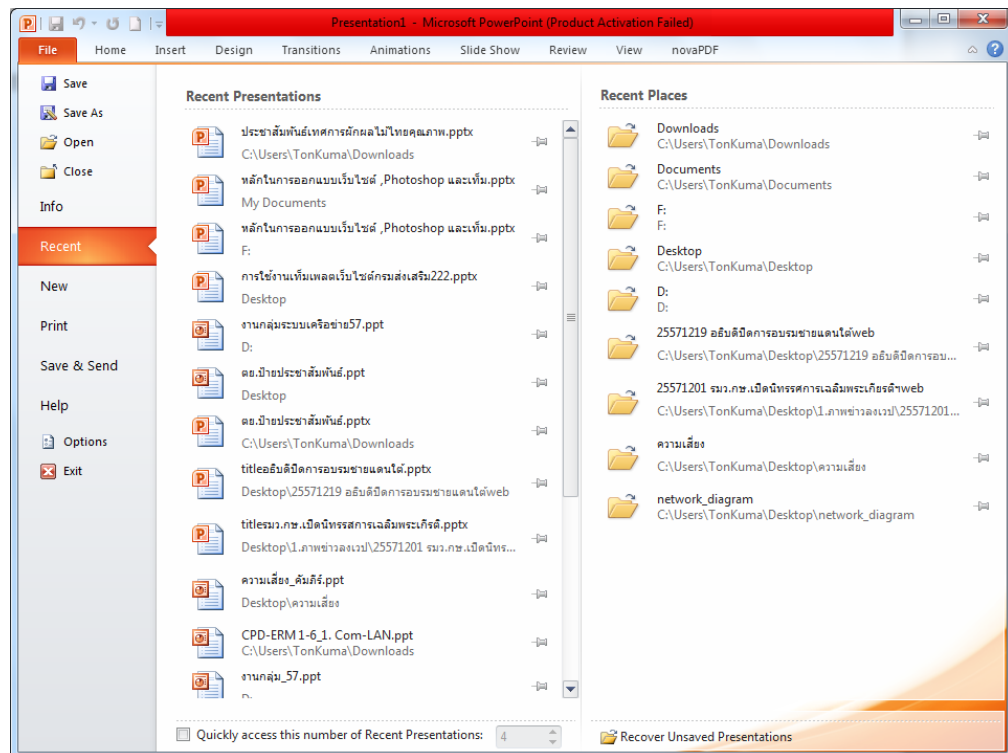 Presentation1 - Microsoft PowerPoint (Product Activation Failed)
File Home Insert Design Transitions Animations Slide Show Review View novaPDF
Save
Save As
Open
Close
Info
Recent
New
Print
Save & Send
Help
Options
Exit
Recent Presentations
ประชาสัมพันธ์เทศการผักผลไม้ไทยคุณภาพ.pptx
C:\Users\TonKuma\Downloads
หลักในการออกแบบเว็บไซต์ ,Photoshop และเท็ม.pptx
My Documents
หลักในการออกแบบเว็บไซต์ ,Photoshop และเท็ม.pptx
F:
การใช้งานเท็มเพลตเว็บไซต์กรมส่งเสริม222.pptx
Desktop
งานกลุ่มระบบเครือข่าย57.ppt
D:
ตย.ป้ายประชาสัมพันธ์.ppt
Desktop
ตย.ป้ายประชาสัมพันธ์.pptx
C:\Users\TonKuma\Downloads
titleอธิบดีปิดการอบรมชายแดนใต้.pptx
Desktop\25571219 อธิบดีปิดการอบรมชายแดนใต้web
titleรมว.กษ.เปิดนิทรรศการเฉลิมพระเกิรติ.pptx
Desktop\1.ภาพข่าวลงเวป\25571201 รมว.กษ.เปิดนิทร...
ความเสี่ยง_คัมภิร์.ppt
Desktop\ความเสี่ยง
CPD-ERM 1-6_1. Com-LAN.ppt
C:\Users\TonKuma\Downloads
งานกลุ่ม_57.ppt
D:
Quickly access this number of Recent Presentations: 4
Recent Places
Downloads
C:\Users\TonKuma\Downloads
Documents
C:\Users\TonKuma\Documents
F:
F:
Desktop
C:\Users\TonKuma\Desktop
D:
D:
25571219 อธิบดีปิดการอบรมชายแดนใต้web
C:\Users\TonKuma\Desktop\25571219 อธิบดีปิดการอบ...
25571201 รมว.กษ.เปิดนิทรรศการเฉลิมพระเกียรติฯweb
C:\Users\TonKuma\Desktop\1.ภาพข่าวลงเวป\25571201...
ความเสี่ยง
C:\Users\TonKuma\Desktop\ความเสี่ยง
network_diagram
C:\Users\TonKuma\Desktop\network_diagram
Recover Unsaved Presentations